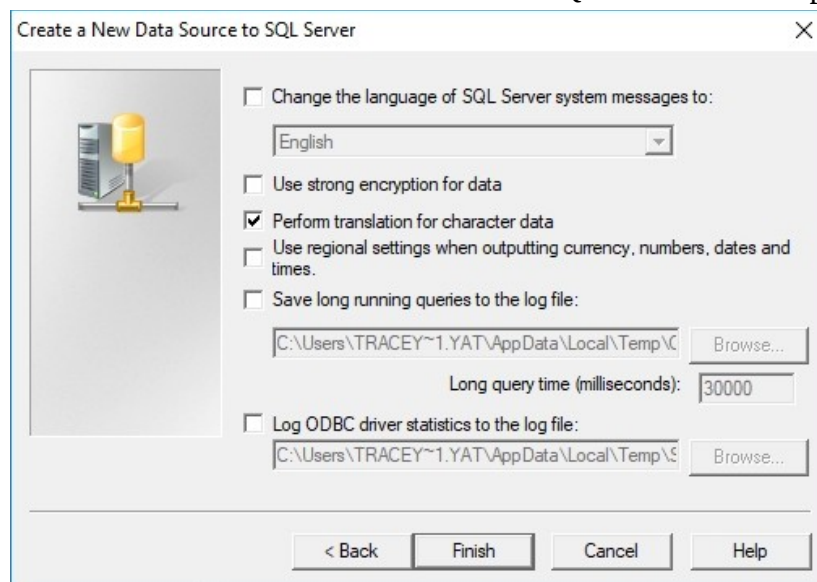 Create a New Data Source to SQL Server
Change the language of SQL Server system messages to:
English
Use strong encryption for data
Perform translation for character data
Use regional settings when outputting currency, numbers, dates and
times.
Save long running queries to the log file:
C:\Users\TRACEY~1.YAT\AppData\Local\Temp\
Browse...
Long query time (milliseconds):
30000
Log ODBC driver statistics to the log file:
C:\Users\TRACEY~1.YAT\AppData\Local\Temp\
Browse...
< Back
Finish
Cancel
Help